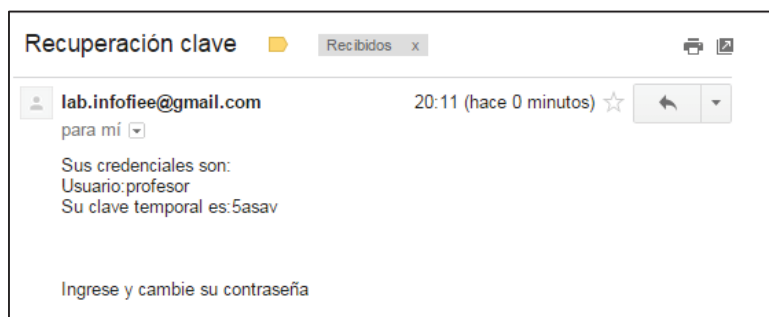 Recuperación clave
Recibidos x
lab.infofiee@gmail.com
20:11 (hace 0 minutos)
para mí
Sus credenciales son:
Usuario:profesor
Su clave temporal es:5asav
Ingrese y cambie su contraseña